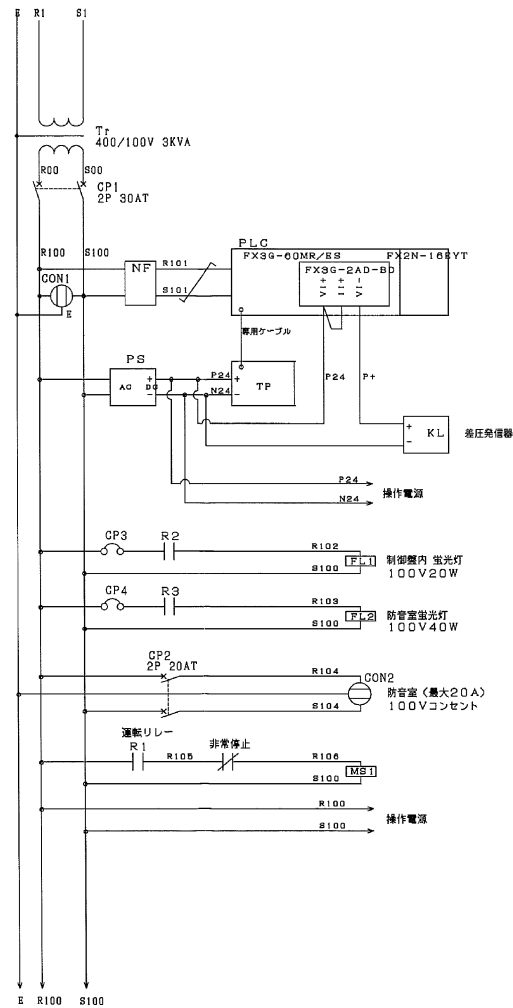 E R1 S1
Tr
400/100V 3KVA
R00 S00
CP1
2P 30AT
R100 S100
PLC
FX3G-60MR/ES FX2N-16EYT
FX3G-2AD-BD
VI+ II+ VI-
NF
R101
S101
CON1
E
専用ケーブル
PS
AC DC + -
P24
N24
+
-
TP
P24
P+
+
-
KL
差圧発信器
P24
N24
操作電源
CP3 R2 R102
S100
FL1
制御盤内 蛍光灯
100V20W
CP4 R3 R103
S100
FL2
防音室蛍光灯
100V40W
CP2
2P 20AT
R104
CON2
防音室(最大20A)
100Vコンセント
S104
運転リレー
R1
R105
非常停止
R106
MS1
S100
R100
操作電源
S100
E R100 S100